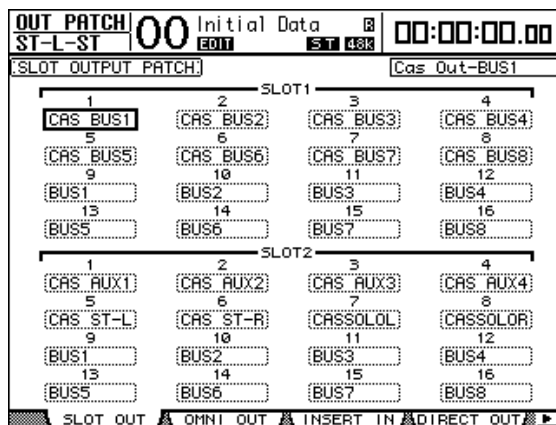 OUT PATCH 00 Initial Data R 00:00:00.00
ST-L-ST EDIT ST 48k
SLOT OUTPUT PATCH Cas Out-BUS1
SLOT1
1 2 3 4
CAS BUS1 CAS BUS2 CAS BUS3 CAS BUS4
5 6 7 8
CAS BUS5 CAS BUS6 CAS BUS7 CAS BUS8
9 10 11 12
BUS1 BUS2 BUS3 BUS4
13 14 15 16
BUS5 BUS6 BUS7 BUS8
SLOT2
1 2 3 4
CAS AUX1 CAS AUX2 CAS AUX3 CAS AUX4
5 6 7 8
CAS ST-L CAS ST-R CASSOLOL CASSOLOR
9 10 11 12
BUS1 BUS2 BUS3 BUS4
13 14 15 16
BUS5 BUS6 BUS7 BUS8
SLOT OUT OMNI OUT INSERT IN DIRECT OUT